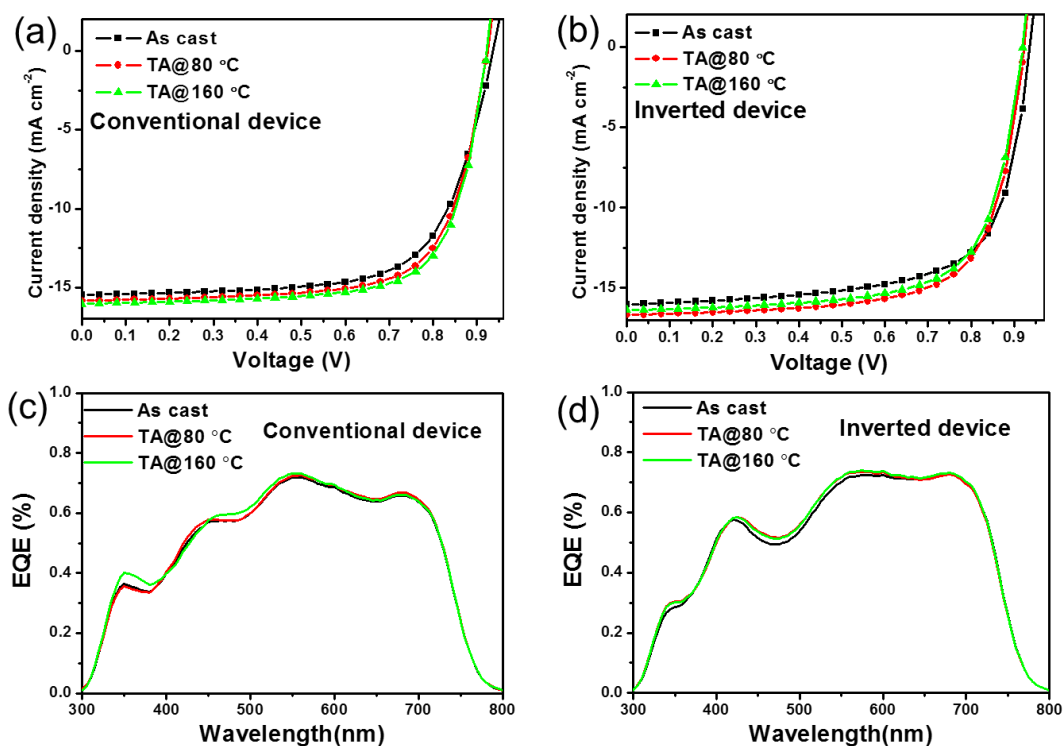 (a)
As cast
TA@80 °C
TA@160 °C
Conventional device
0
-5
-10
-15
Current density (mA cm⁻²)
0.0 0.1 0.2 0.3 0.4 0.5 0.6 0.7 0.8 0.9
Voltage (V)
(b)
As cast
TA@80 °C
TA@160 °C
Inverted device
0
-5
-10
-15
Current density (mA cm⁻²)
0.0 0.1 0.2 0.3 0.4 0.5 0.6 0.7 0.8 0.9
Voltage (V)
(c)
As cast
TA@80 °C
TA@160 °C
Conventional device
1.0
0.8
0.6
0.4
0.2
0.0
EQE (%)
300 400 500 600 700 800
Wavelength(nm)
(d)
As cast
TA@80 °C
TA@160 °C
Inverted device
1.0
0.8
0.6
0.4
0.2
0.0
EQE (%)
300 400 500 600 700 800
Wavelength(nm)